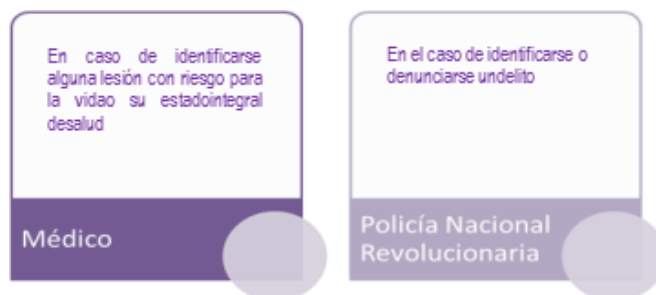 En caso de identificarse
alguna lesión con riesgo para
la vidao su estadointegral
desalud
Médico
En el caso de identificarse o
denunciarse undelito
Policía Nacional
Revolucionaria